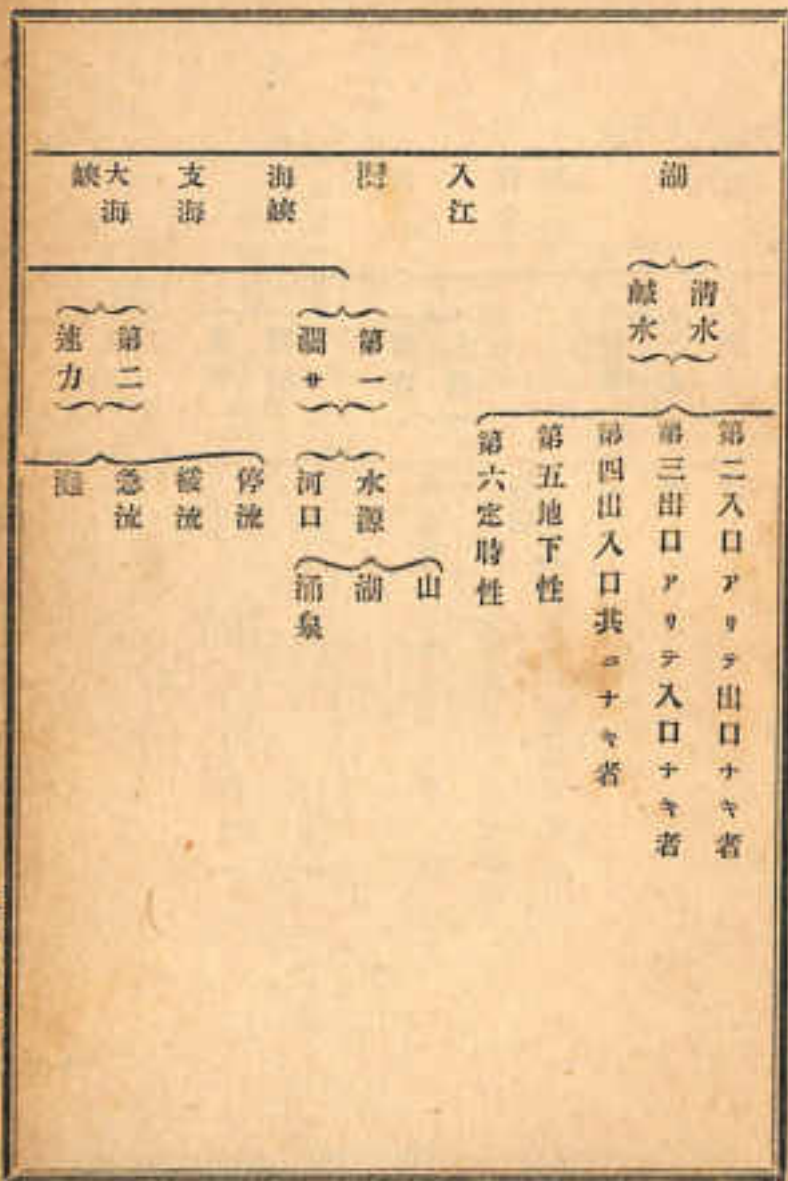 湖
清水
鹹水
第二入口アリテ出口ナキ者
第三出口アリテ入口ナキ者
第四出入口共ニナキ者
第五地下性
第六定時性
入江
海峽
支海
大海
峽
第一
濶サ
水源
河口
山
湖
涌泉
第二
速力
停流
緩流
急流